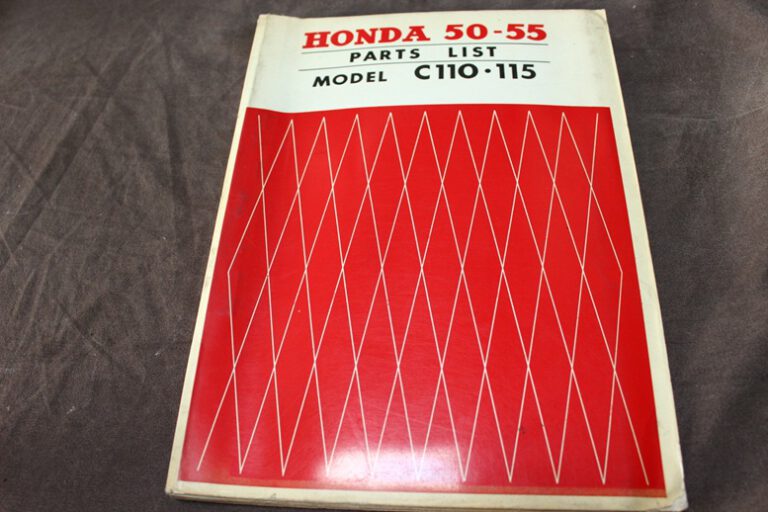 HONDA 50-55
PARTS LIST
MODEL C110·115